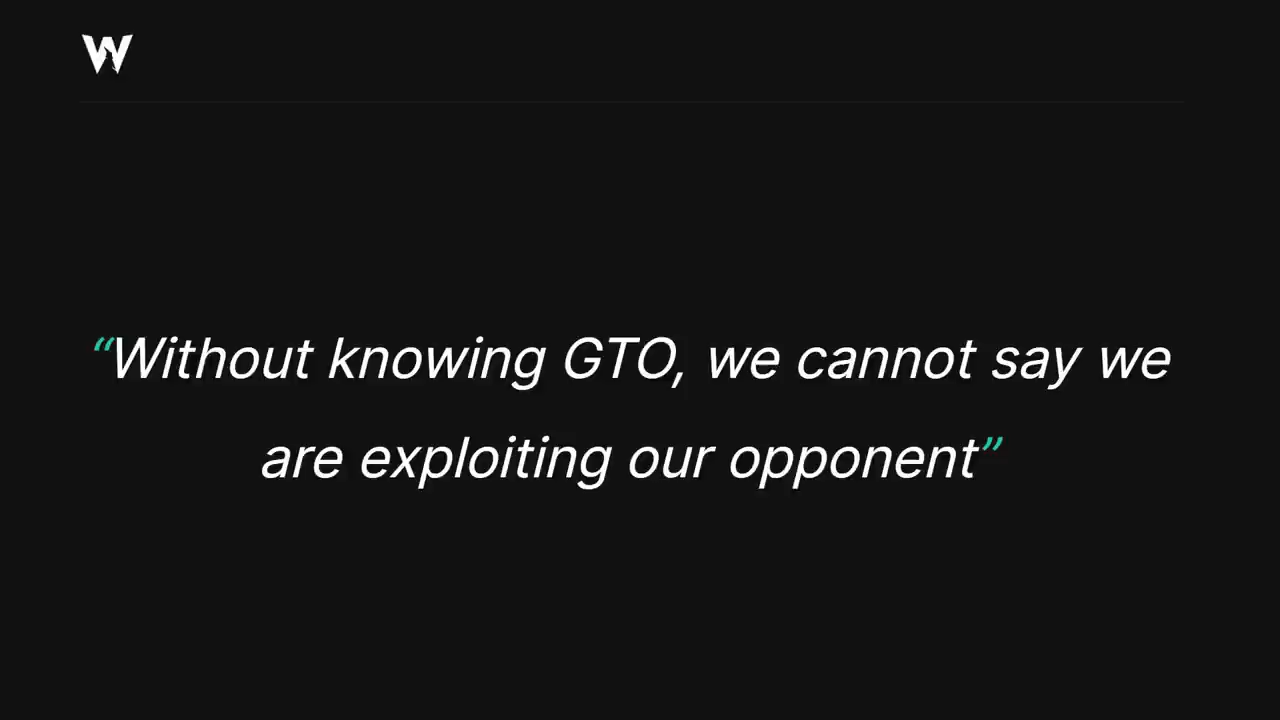 W
“Without knowing GTO, we cannot say we
are exploiting our opponent”